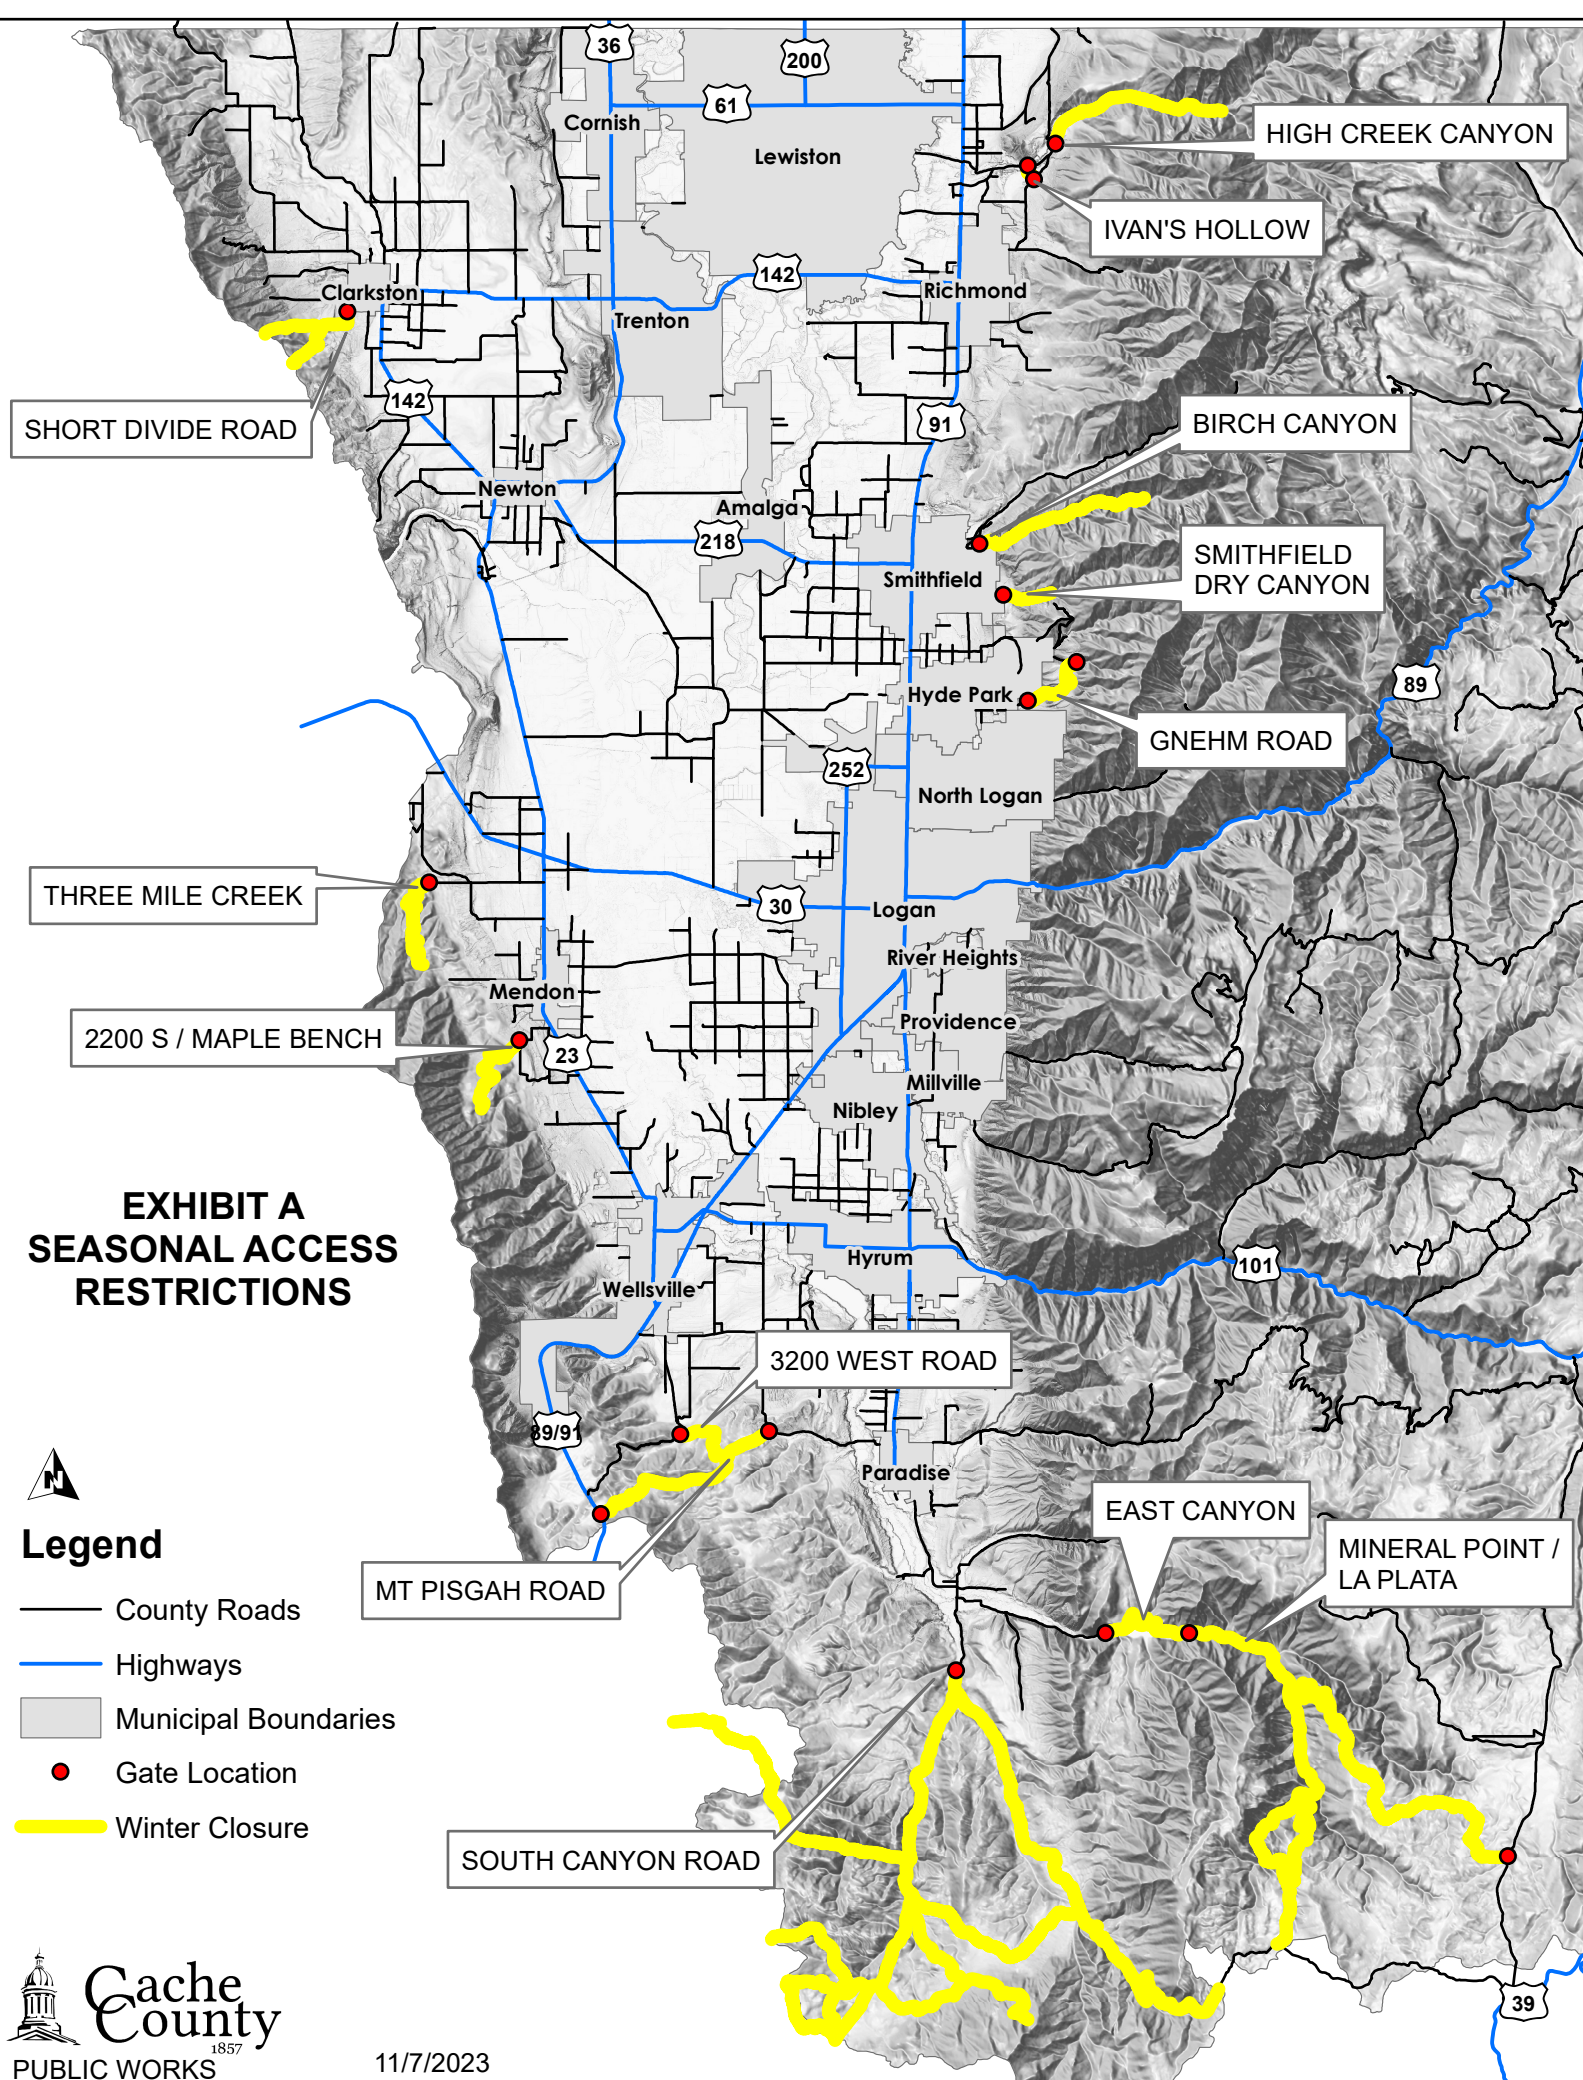 36
200
61
Cornish
HIGH CREEK CANYON
Lewiston
IVAN'S HOLLOW
142
Clarkston
Richmond
Trenton
142
SHORT DIVIDE ROAD
91
BIRCH CANYON
Newton
Amalga
218
SMITHFIELD
DRY CANYON
Smithfield
89
Hyde Park
GNEHM ROAD
252
North Logan
THREE MILE CREEK
30
Logan
River Heights
Mendon
Providence
2200 S / MAPLE BENCH
23
Millville
Nibley
EXHIBIT A
SEASONAL ACCESS
RESTRICTIONS
Hyrum
101
Wellsville
3200 WEST ROAD
89/91
Paradise
N
EAST CANYON
Legend
MINERAL POINT /
LA PLATA
MT PISGAH ROAD
County Roads
Highways
Municipal Boundaries
Gate Location
Winter Closure
SOUTH CANYON ROAD
39
Cache
County
1857
PUBLIC WORKS
11/7/2023